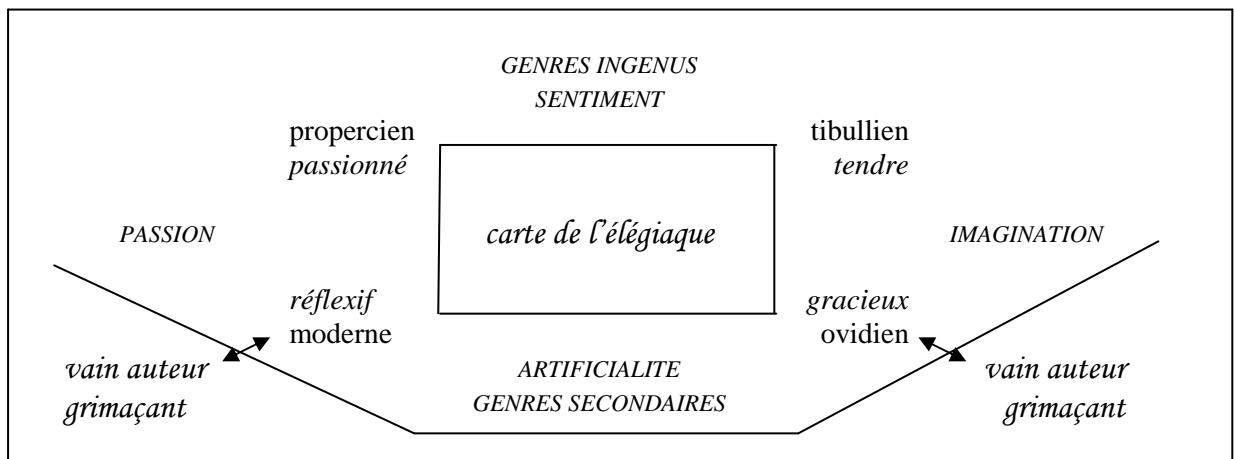 GENRES INGENUS
SENTIMENT
propercien
passionné
tibullien
tendre
carte de l'élégiaque
PASSION
IMAGINATION
réflexif
moderne
gracieux
ovidien
vain auteur
grimaçant
ARTIFICIALITE
GENRES SECONDAIRES
vain auteur
grimaçant